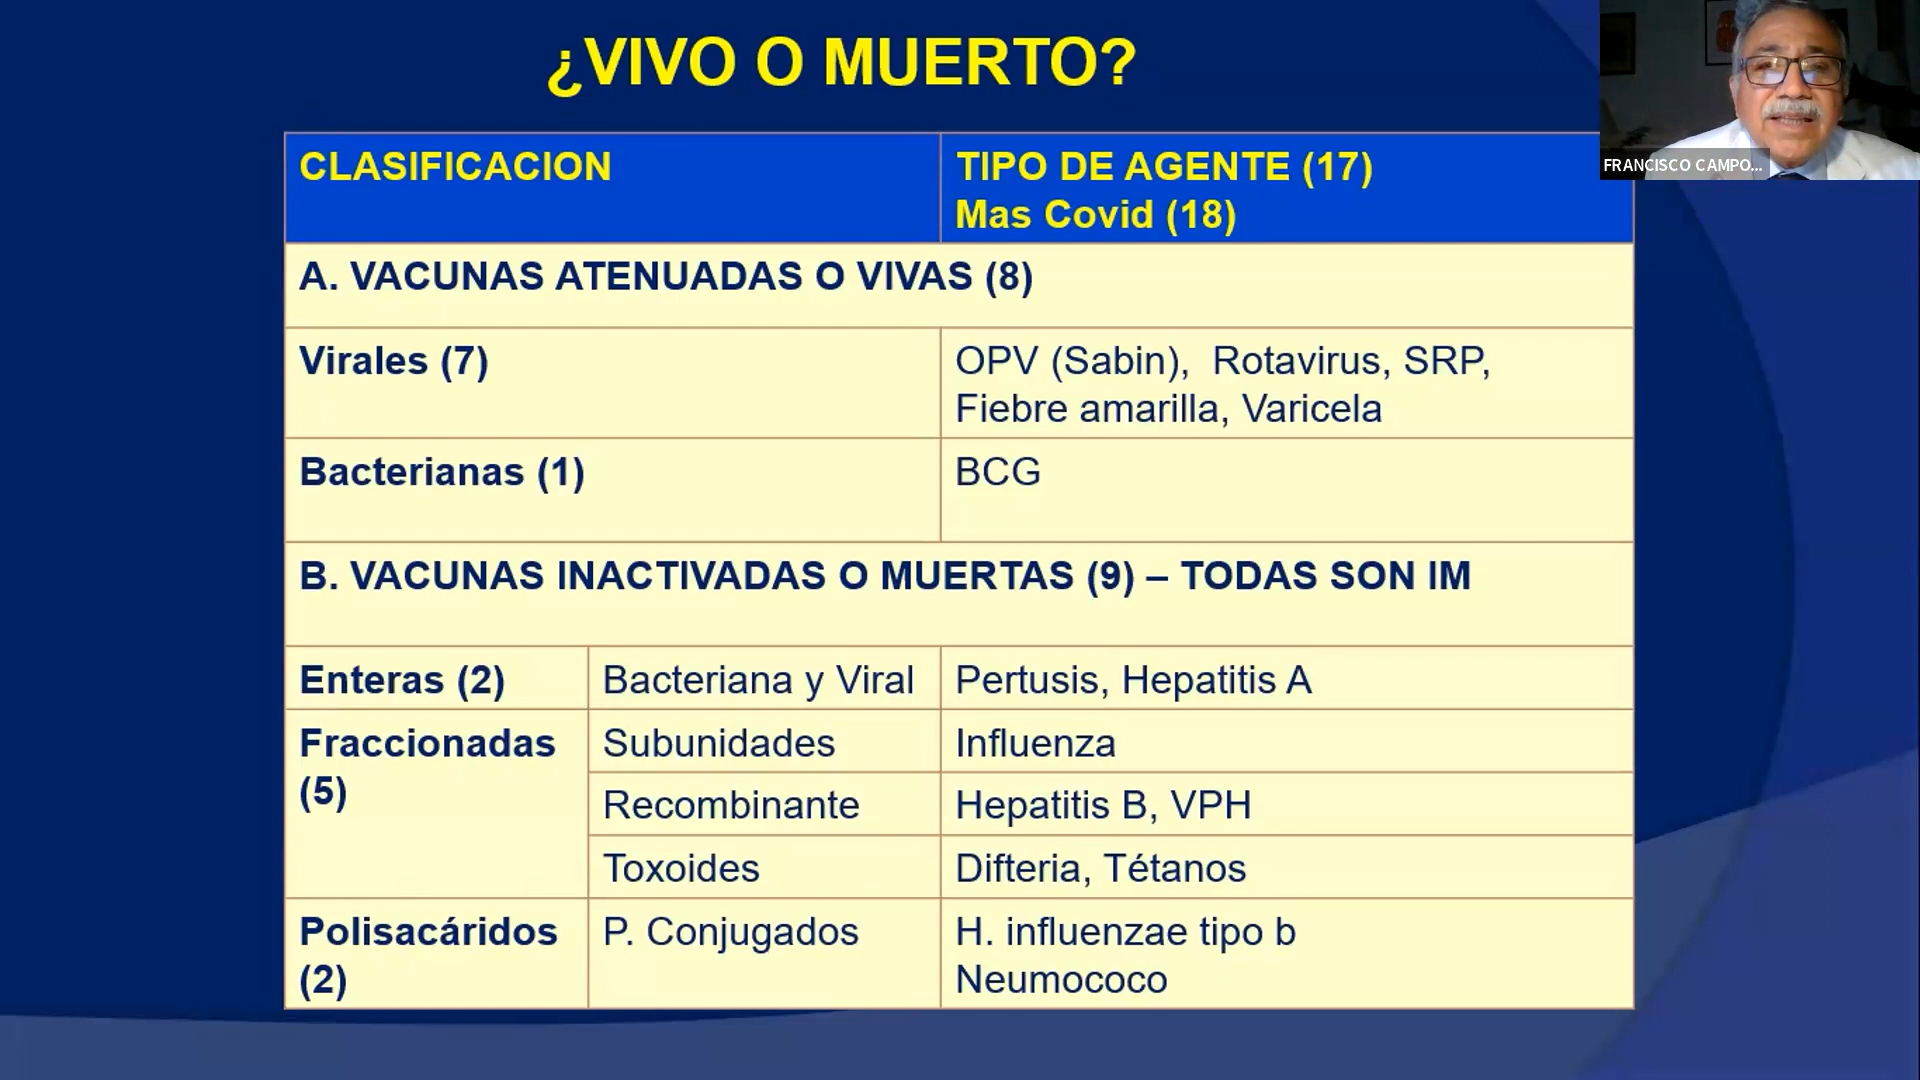 ¿VIVO O MUERTO?
FRANCISCO CAMPO...
CLASIFICACION
TIPO DE AGENTE (17)
Mas Covid (18)
A. VACUNAS ATENUADAS O VIVAS (8)
Virales (7)
OPV (Sabin), Rotavirus, SRP,
Fiebre amarilla, Varicela
Bacterianas (1)
BCG
B. VACUNAS INACTIVADAS O MUERTAS (9) – TODAS SON IM
Enteras (2)
Bacteriana y Viral
Pertusis, Hepatitis A
Fraccionadas
(5)
Subunidades
Influenza
Recombinante
Hepatitis B, VPH
Toxoides
Difteria, Tétanos
Polisacáridos
(2)
P. Conjugados
H. influenzae tipo b
Neumococo